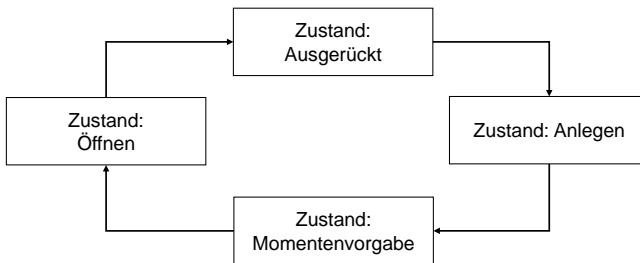 Zustand:
Ausgerückt
Zustand:
Öffnen
Zustand: Anlegen
Zustand:
Momentenvorgabe